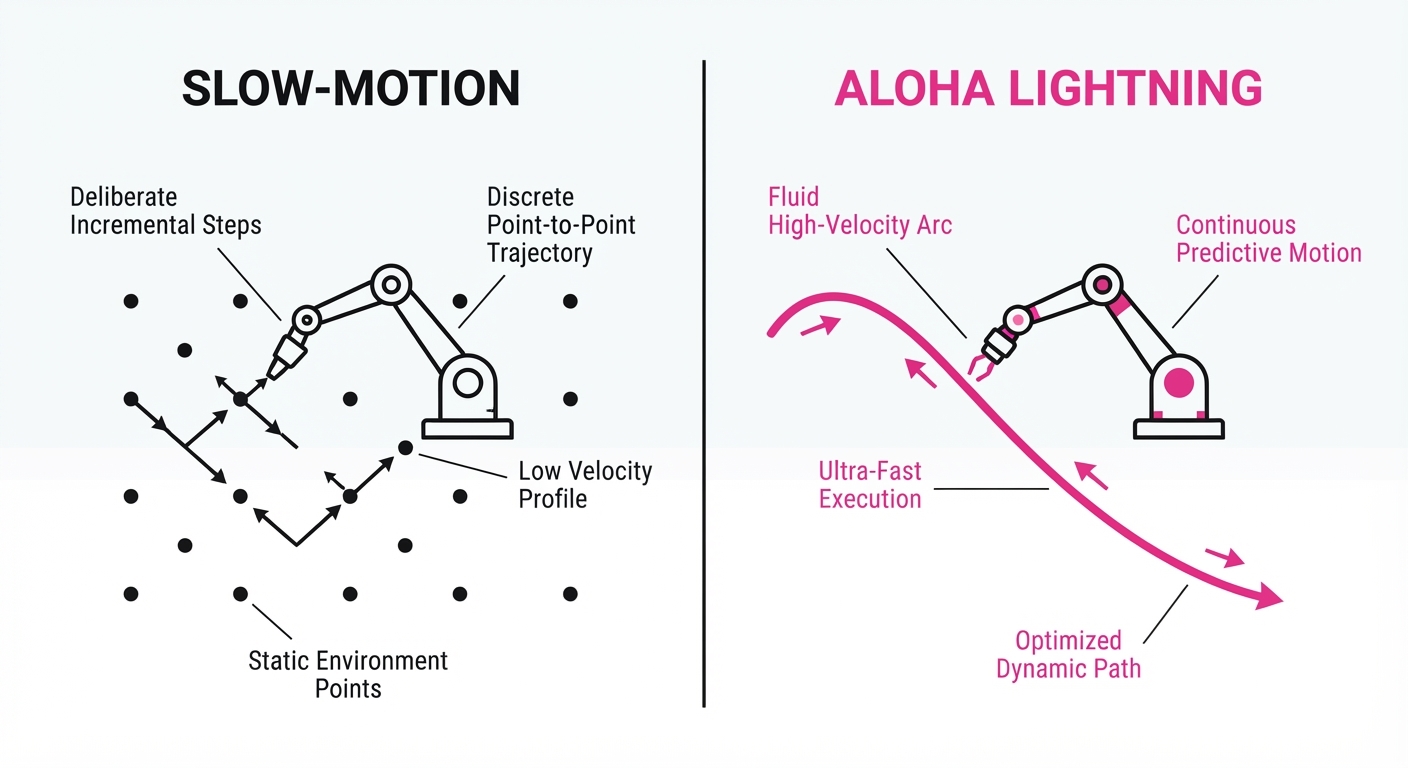 SLOW-MOTION
Deliberate
Incremental Steps
Discrete
Point-to-Point
Trajectory
Low Velocity
Profile
Static Environment
Points
ALOHA LIGHTNING
Fluid
High-Velocity Arc
Continuous
Predictive Motion
Ultra-Fast
Execution
Optimized
Dynamic Path